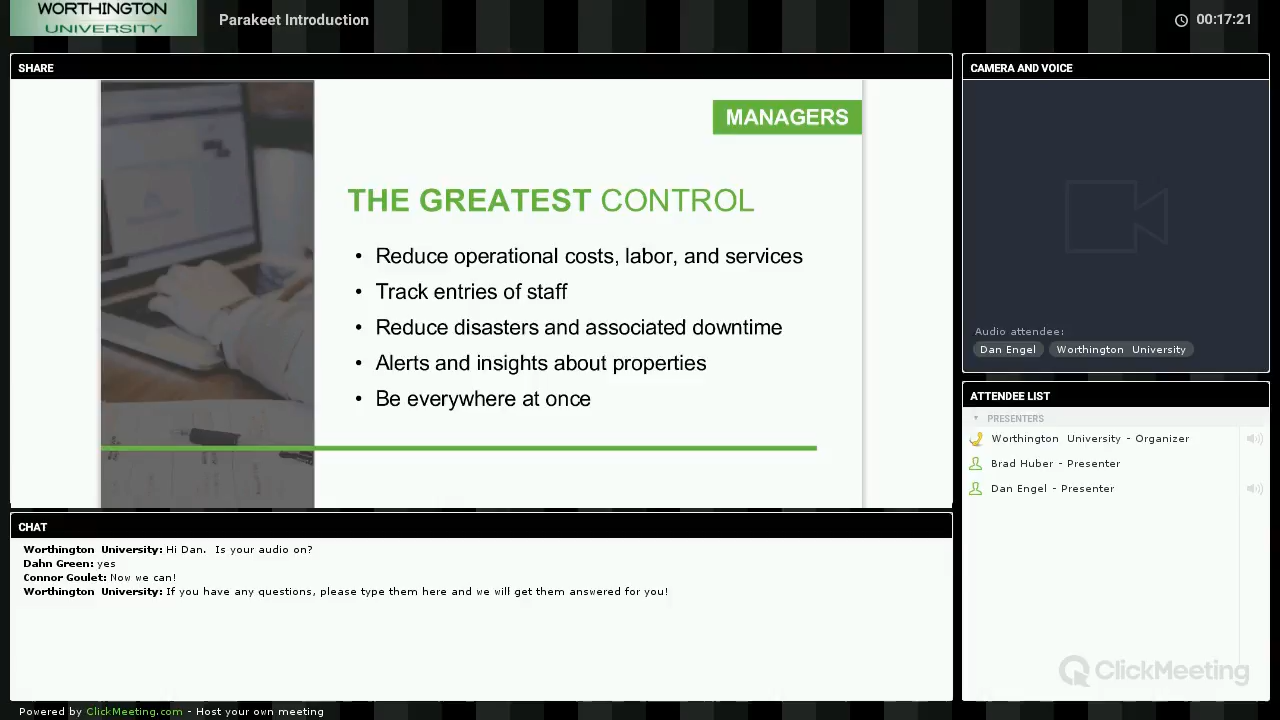 WORTHINGTON
UNIVERSITY
Parakeet Introduction
00:17:21
SHARE
MANAGERS
THE GREATEST CONTROL
• Reduce operational costs, labor, and services
• Track entries of staff
• Reduce disasters and associated downtime
• Alerts and insights about properties
• Be everywhere at once
CAMERA AND VOICE
Audio attendee:
Dan Engel Worthington University
ATTENDEE LIST
PRESENTERS
Worthington University - Organizer
Brad Huber - Presenter
Dan Engel - Presenter
CHAT
Worthington University: Hi Dan. Is your audio on?
Dahn Green: yes
Connor Goulet: Now we can!
Worthington University: If you have any questions, please type them here and we will get them answered for you!
ClickMeeting
Powered by ClickMeeting.com - Host your own meeting